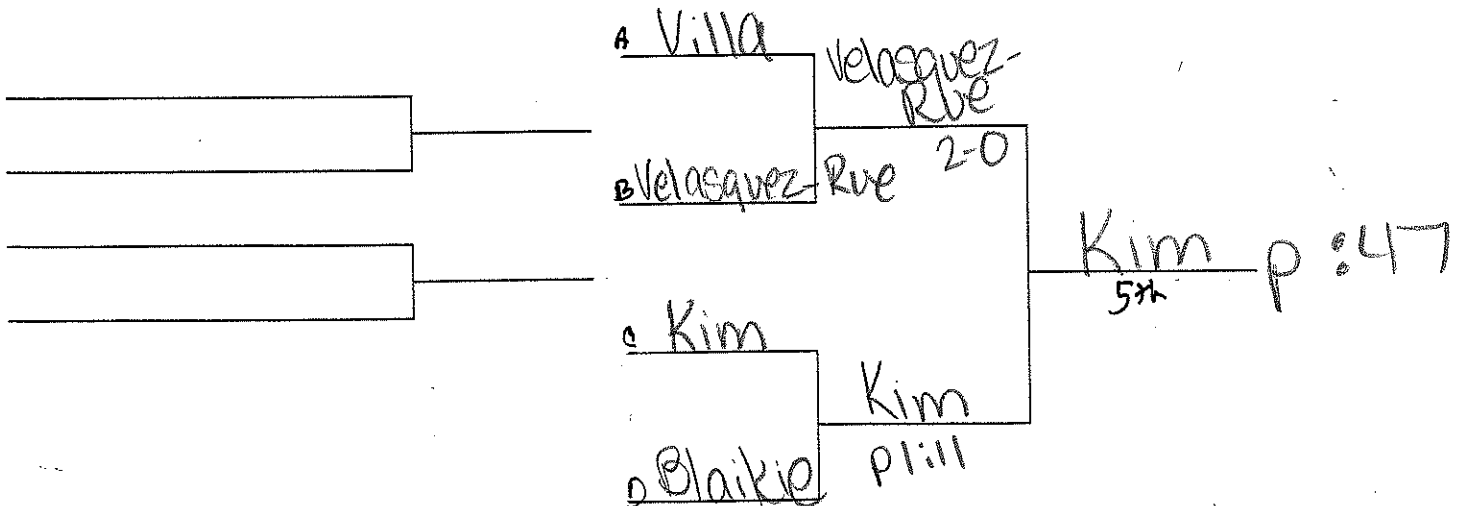 A Villa
Velasquez-
Rue
2-0
B Velasquez-Rue
Kim p :47
5th
C Kim
Kim
p 1:11
D Blaikie